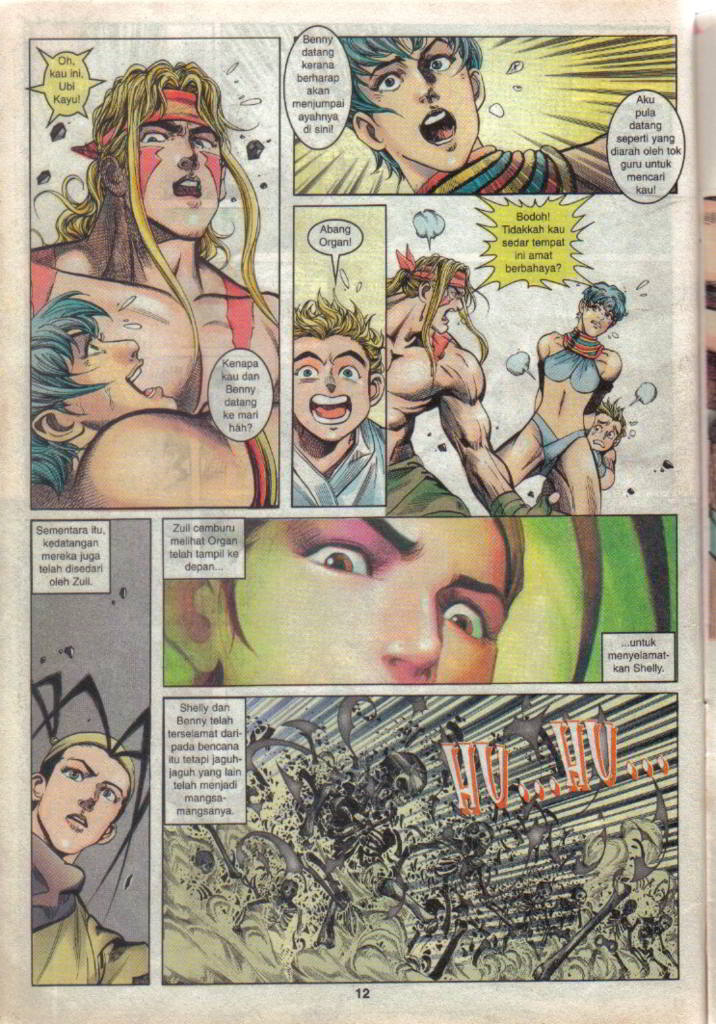 Oh,
kau ini,
Ubi
Kayu!
Kenapa
kau dan
Benny
datang
ke mari
hah?
Benny
datang
kerana
berharap
akan
menjumpai
ayahnya
di sini!
Aku
pula
datang
seperti yang
diarah oleh tok
guru untuk
mencari
kau!
Abang
Organ!
Bodoh!
Tidakkah kau
sedar tempat
ini amat
berbahaya?
Sementara itu,
kedatangan
mereka juga
telah disedari
oleh Zuli.
Zuli cemburu
melihat Organ
telah tampil ke
depan...
...untuk
menyelamat-
kan Shelly.
Shelly dan
Benny telah
terselamat dari-
pada bencana
itu tetapi jaguh-
jaguh yang lain
telah menjadi
mangsa-
mangsanya.
HU...HU...
12